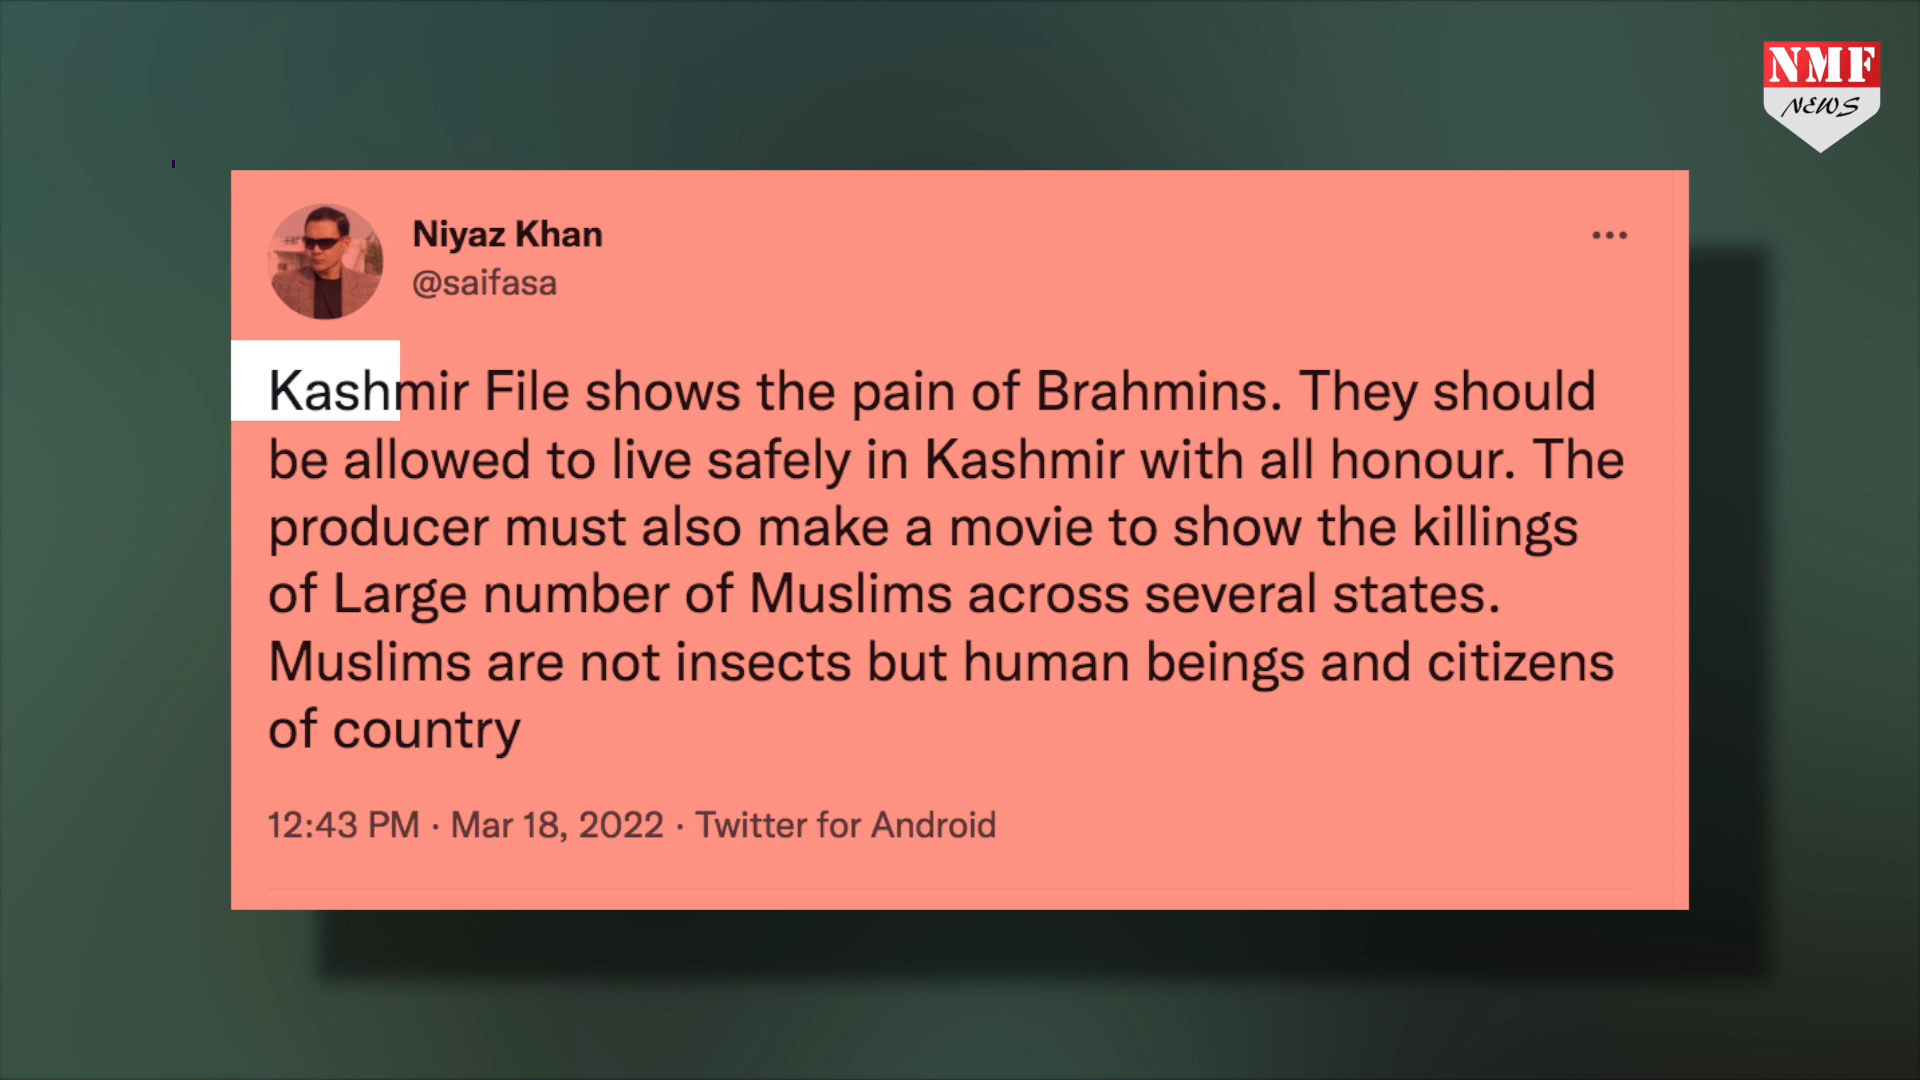 NMF
NEWS
Niyaz Khan
@saifasa
Kashmir File shows the pain of Brahmins. They should
be allowed to live safely in Kashmir with all honour. The
producer must also make a movie to show the killings
of Large number of Muslims across several states.
Muslims are not insects but human beings and citizens
of country
12:43 PM · Mar 18, 2022 · Twitter for Android